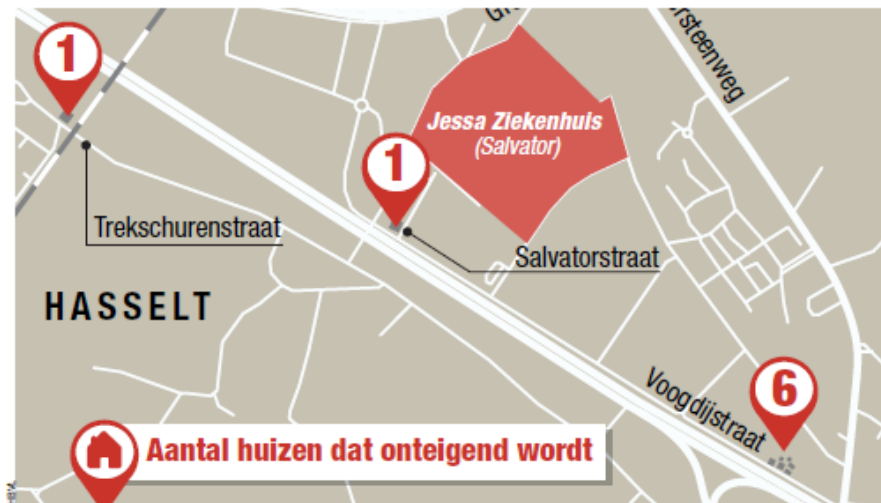 1
Jessa Ziekenhuis
(Salvator)
1
Trekschurenstraat
Salvatorstraat
HASSELT
Voogdijstraat
6
Aantal huizen dat onteigend wordt